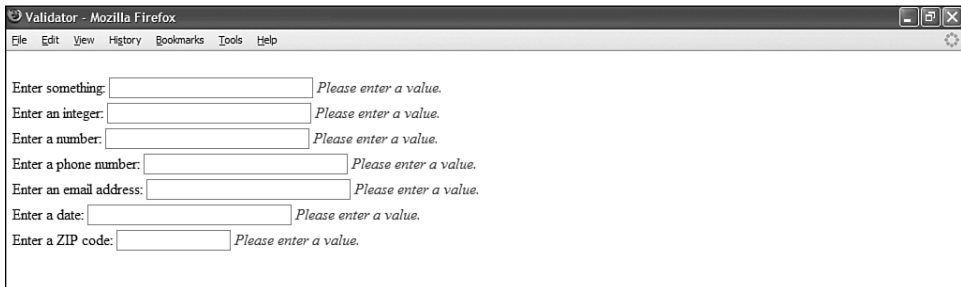 Validator - Mozilla Firefox
File Edit View History Bookmarks Tools Help
Enter something: Please enter a value.
Enter an integer: Please enter a value.
Enter a number: Please enter a value.
Enter a phone number: Please enter a value.
Enter an email address: Please enter a value.
Enter a date: Please enter a value.
Enter a ZIP code: Please enter a value.